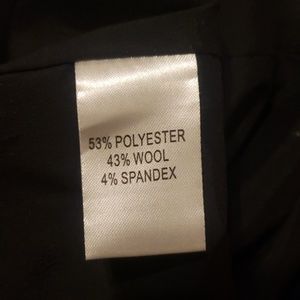 53% POLYESTER
43% WOOL
4% SPANDEX